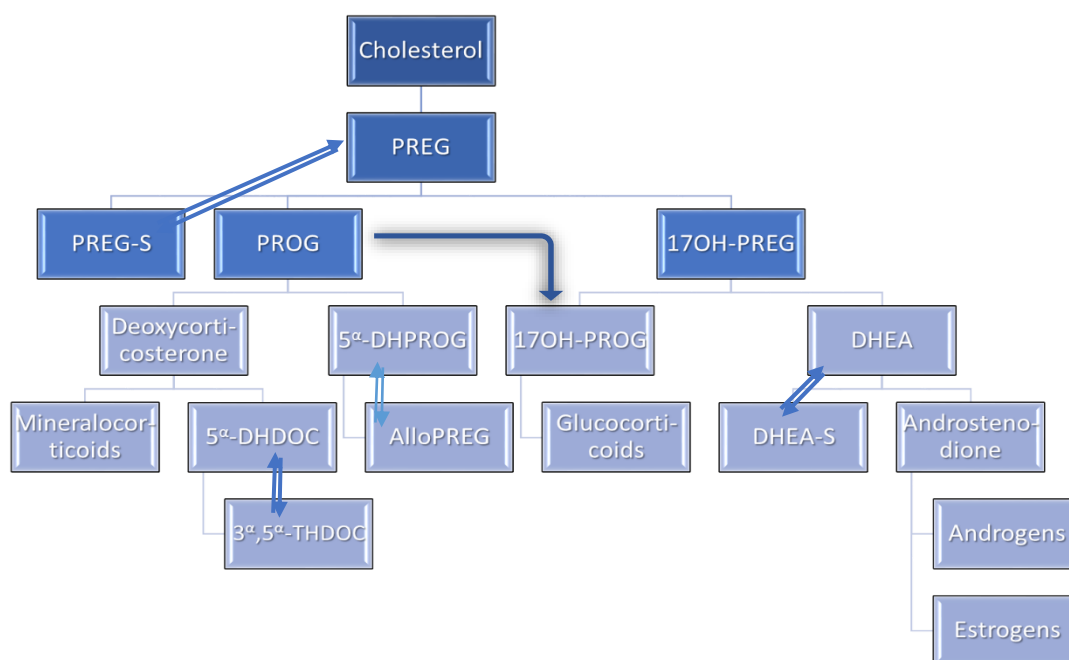 Cholesterol
PREG
PREG-S
PROG
17OH-PREG
Deoxycorti-
costerone
5α-DHPROG
17OH-PROG
DHEA
Mineralocor-
ticoids
5α-DHDOC
AlloPREG
Glucocorti-
coids
DHEA-S
Androsteno-
dione
3α,5α-THDOC
Androgens
Estrogens